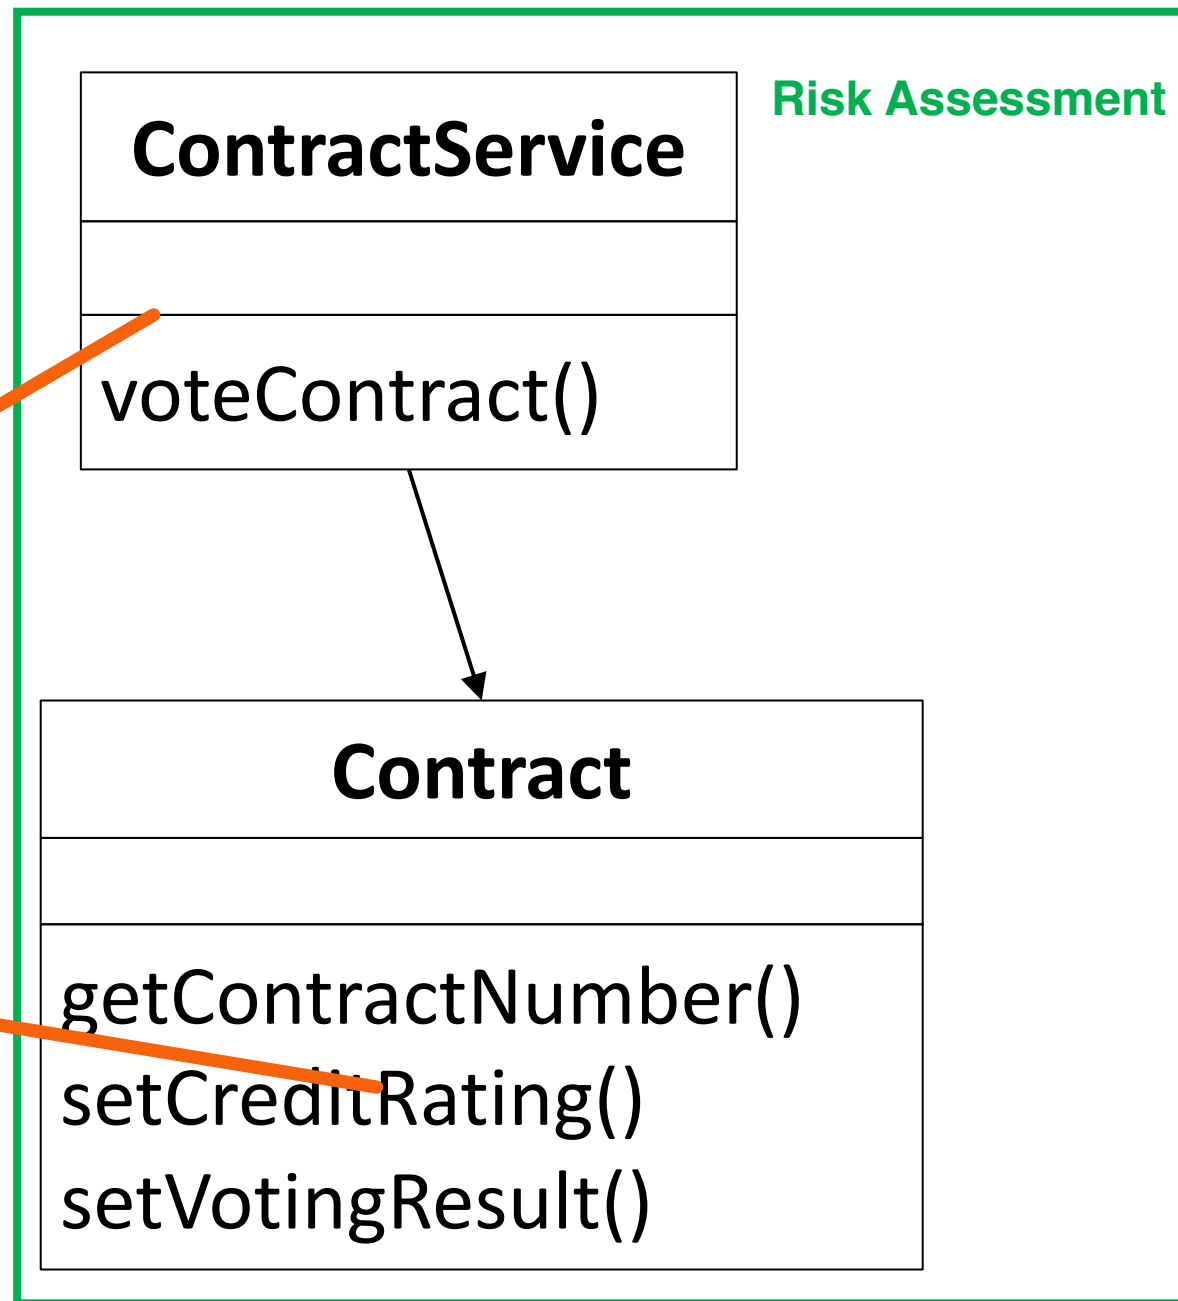 Risk Assessment
ContractService
voteContract()
Contract
getContractNumber()
setCreditRating()
setVotingResult()